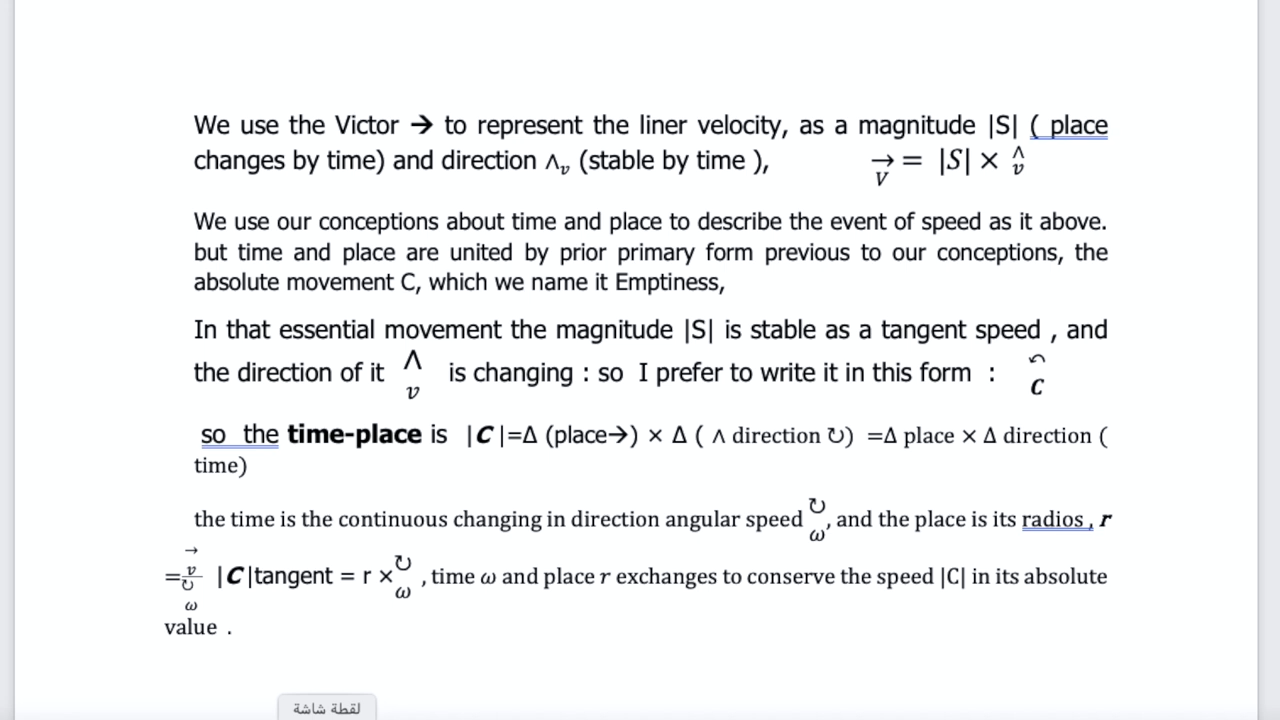 We use the Victor → to represent the liner velocity, as a magnitude |S| ( place
changes by time) and direction ∧v (stable by time ), →V = |S| × ∧v
We use our conceptions about time and place to describe the event of speed as it above.
but time and place are united by prior primary form previous to our conceptions, the
absolute movement C, which we name it Emptiness,
In that essential movement the magnitude |S| is stable as a tangent speed , and
the direction of it ∧v is changing : so I prefer to write it in this form : ↶C
so the time-place is |C|=Δ (place→) × Δ ( ∧ direction ↻) =Δ place × Δ direction (
time)
the time is the continuous changing in direction angular speed ↻ω, and the place is its radios , r
=→v/↻ω |C|tangent = r ×↻ω , time ω and place r exchanges to conserve the speed |C| in its absolute
value .
لقطة شاشة